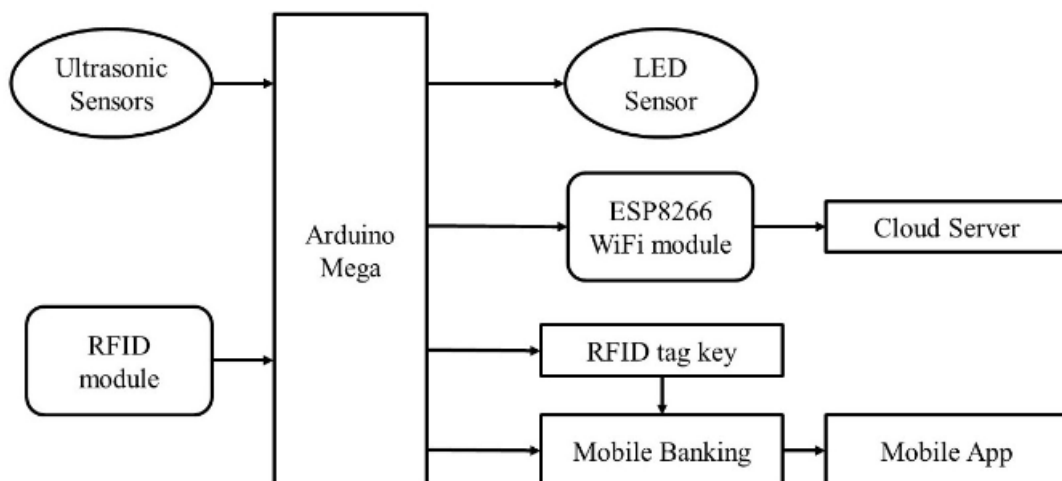 Ultrasonic
Sensors
LED
Sensor
Arduino
Mega
ESP8266
WiFi module
Cloud Server
RFID
module
RFID tag key
Mobile Banking
Mobile App